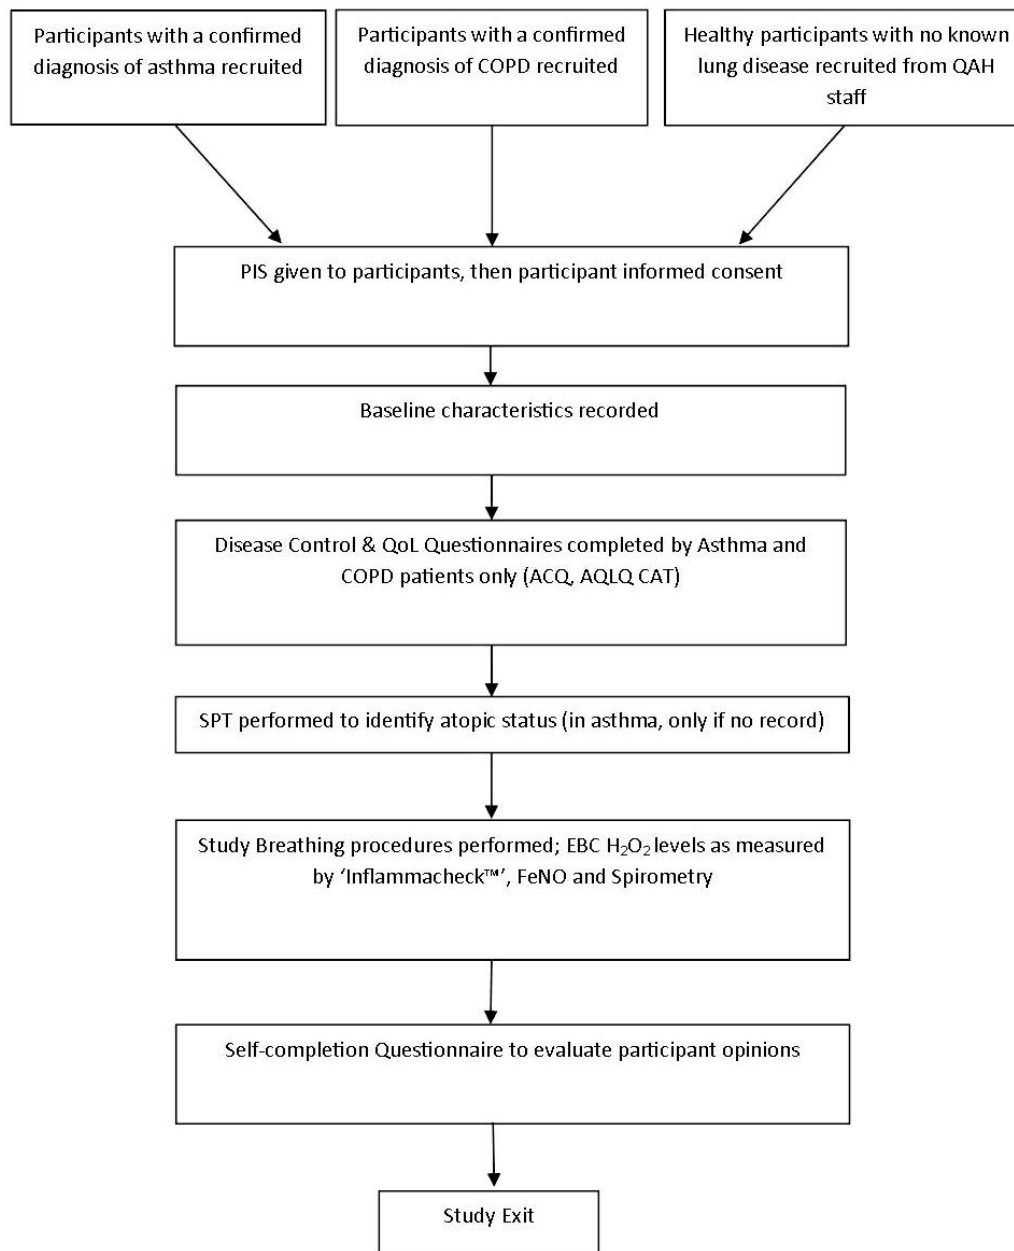 Participants with a confirmed
diagnosis of asthma recruited
Participants with a confirmed
diagnosis of COPD recruited
Healthy participants with no known
lung disease recruited from QAH
staff
PIS given to participants, then participant informed consent
Baseline characteristics recorded
Disease Control & QoL Questionnaires completed by Asthma and
COPD patients only (ACQ, AQLQ CAT)
SPT performed to identify atopic status (in asthma, only if no record)
Study Breathing procedures performed; EBC H₂O₂ levels as measured
by ‘Inflammacheck™’, FeNO and Spirometry
Self-completion Questionnaire to evaluate participant opinions
Study Exit